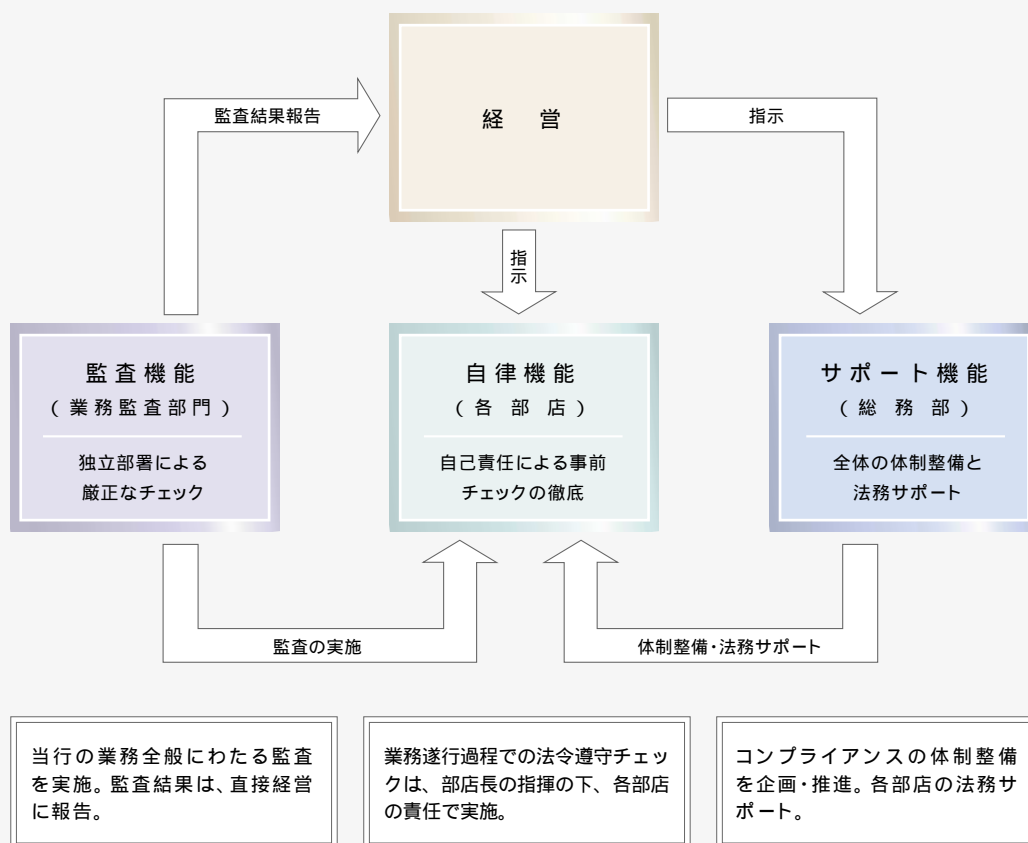 経 営
監査結果報告
指示
指示
監査機能
(業務監査部門)
独立部署による
厳正なチェック
自律機能
(各部店)
自己責任による事前
チェックの徹底
サポート機能
(総務部)
全体の体制整備と
法務サポート
監査の実施
体制整備・法務サポート
当行の業務全般にわたる監査
を実施。監査結果は、直接経営
に報告。
業務遂行過程での法令遵守チェッ
クは、部店長の指揮の下、各部店
の責任で実施。
コンプライアンスの体制整備
を企画・推進。各部店の法務サ
ポート。